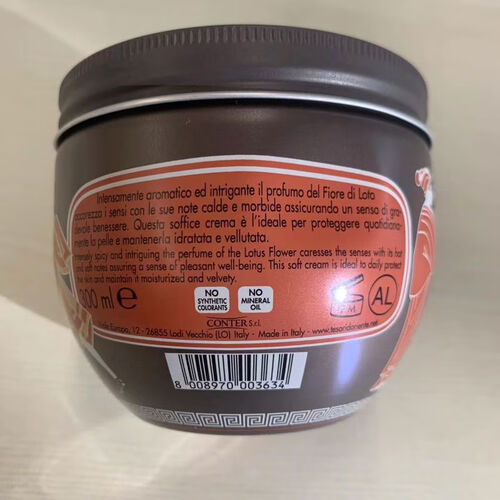 Intensamente aromatico ed intrigante il profumo del Fiore di Loto
accarezza i sensi con le sue note calde e morbide assicurando un senso di gra-
devole benessere. Questa soffice crema è l'ideale per proteggere quotidiana-
mente la pelle e mantenerla idratata e vellutata.
Intensely spicy and intriguing the perfume of the Lotus Flower caresses the senses with its hot
and soft notes assuring a sense of pleasant well-being. This soft cream is ideal to daily protect
the skin and maintain it moisturized and velvety.
300 ml e
NO SYNTHETIC COLORANTS
NO MINERAL OIL
AL
CONTER S.r.l.
Europa, 12 - 26855 Lodi Vecchio (LO) Italy - Made in Italy - www.tesoridoriente.net
8 008970 003634